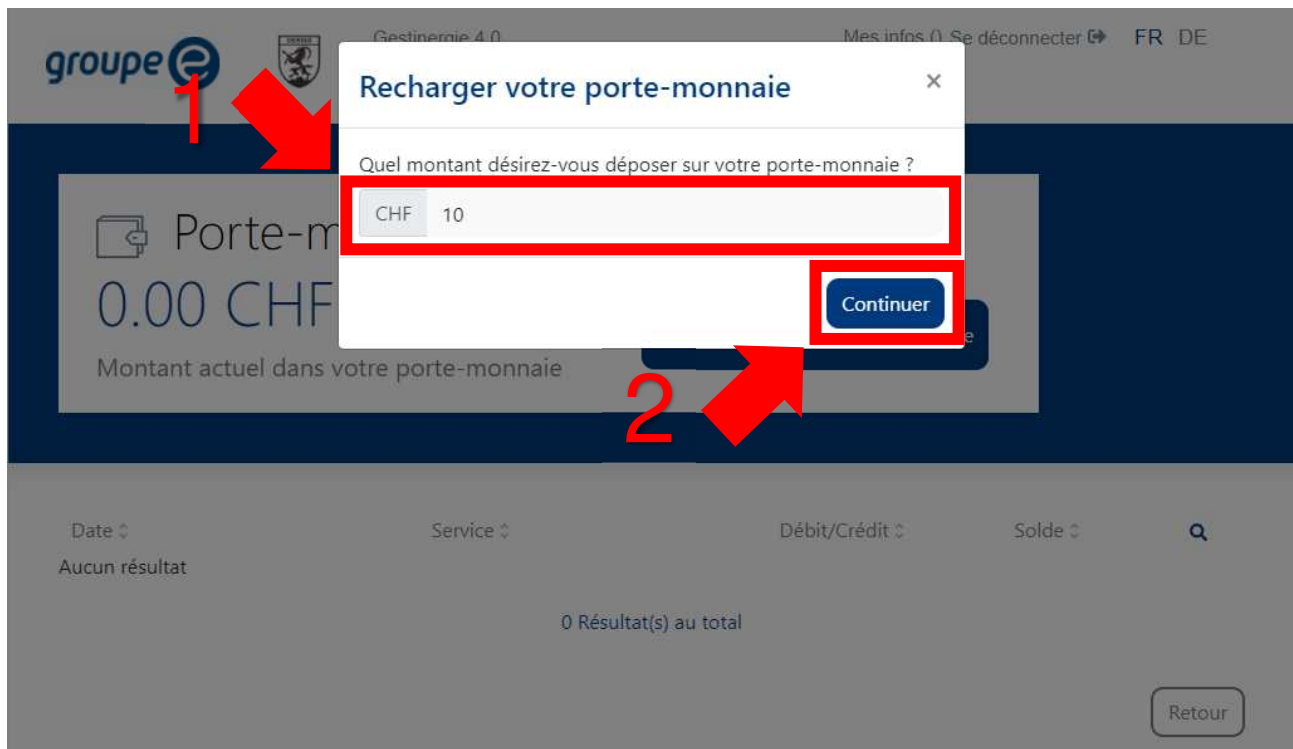 groupe e
Gestinergie 4.0
Mes infos () Se déconnecter
FR DE
Recharger votre porte-monnaie
×
1
Quel montant désirez-vous déposer sur votre porte-monnaie ?
CHF 10
Porte-m
0.00 CHF
Continuer
e
Montant actuel dans votre porte-monnaie
2
Date Service Débit/Crédit Solde
Aucun résultat
0 Résultat(s) au total
Retour